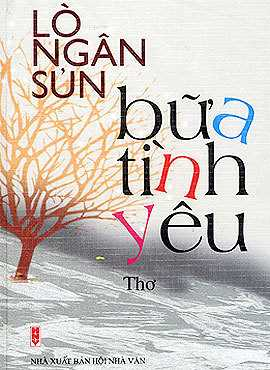 LÒ
NGÂN
SỦN
bữa
tình
yêu
Thơ
NHÀ XUẤT BẢN HỘI NHÀ VĂN